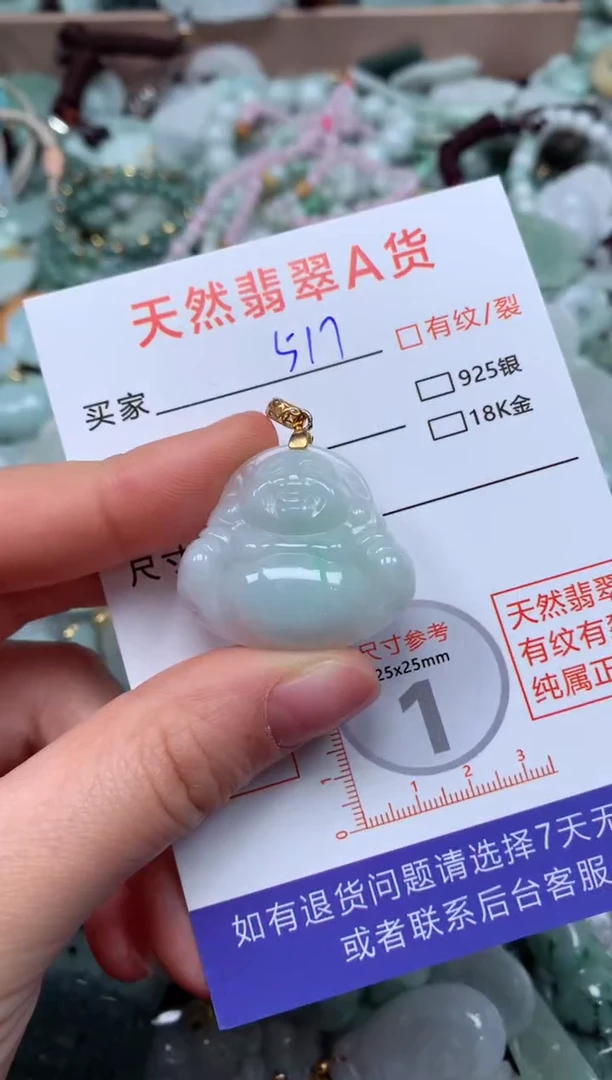 天然翡翠A货
517
□有纹/裂
买家
□925银
□18K金
尺寸
尺寸参考
25x25mm
1
天然翡翠
有纹有
纯属正
1
0
1
2
3
如有退货问题请选择7天无
或者联系后台客服